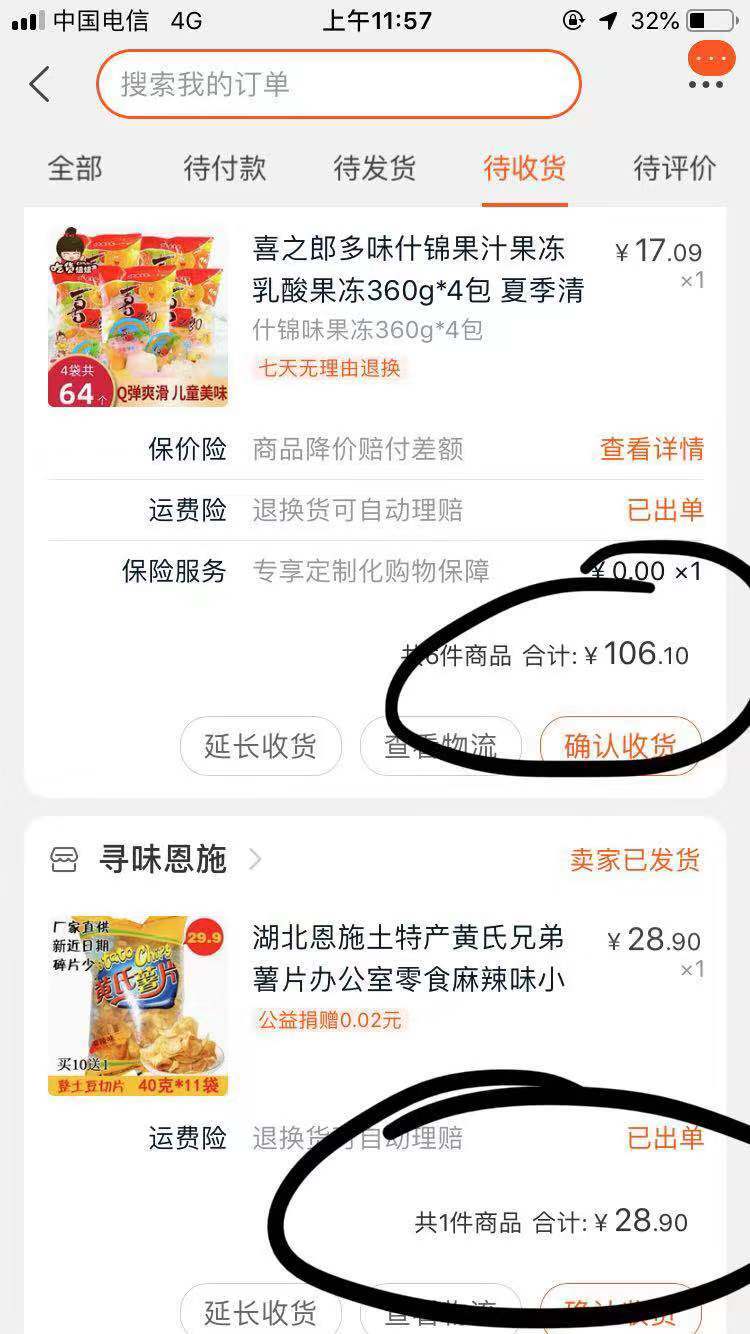 中国电信 4G 上午11:57 32%
搜索我的订单
全部 待付款 待发货 待收货 待评价
喜之郎多味什锦果汁果冻 ¥17.09
乳酸果冻360g*4包 夏季清 ×1
什锦味果冻360g*4包
七天无理由退换
4袋共
64个
Q弹爽滑 儿童美味
保价险 商品降价赔付差额 查看详情
运费险 退换货可自动理赔 已出单
保险服务 专享定制化购物保障 ¥0.00 ×1
共6件商品 合计: ¥106.10
延长收货 查看物流 确认收货
寻味恩施 卖家已发货
湖北恩施土特产黄氏兄弟 ¥28.90
薯片办公室零食麻辣味小 ×1
公益捐赠0.02元
厂家直供
新近日期
碎片少
29.9
Potato Chips
黄氏薯片
买10送1
土豆切片 40克*11袋
运费险 退换货可自动理赔 已出单
共1件商品 合计: ¥28.90
延长收货 查看物流 确认收货